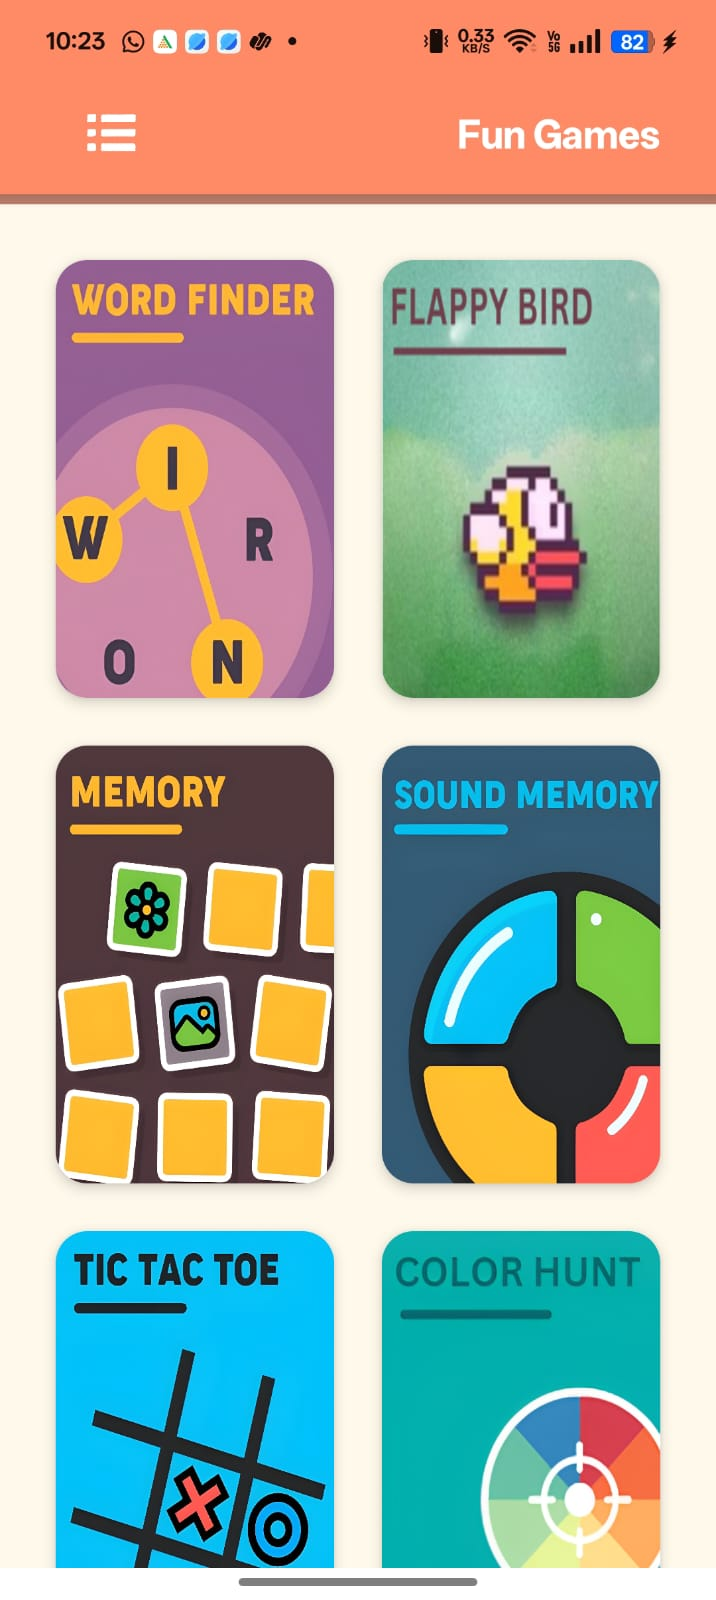 10:23
0.33 KB/S
Vo 5G
82
Fun Games
WORD FINDER
FLAPPY BIRD
I
W
R
O
N
MEMORY
SOUND MEMORY
TIC TAC TOE
COLOR HUNT